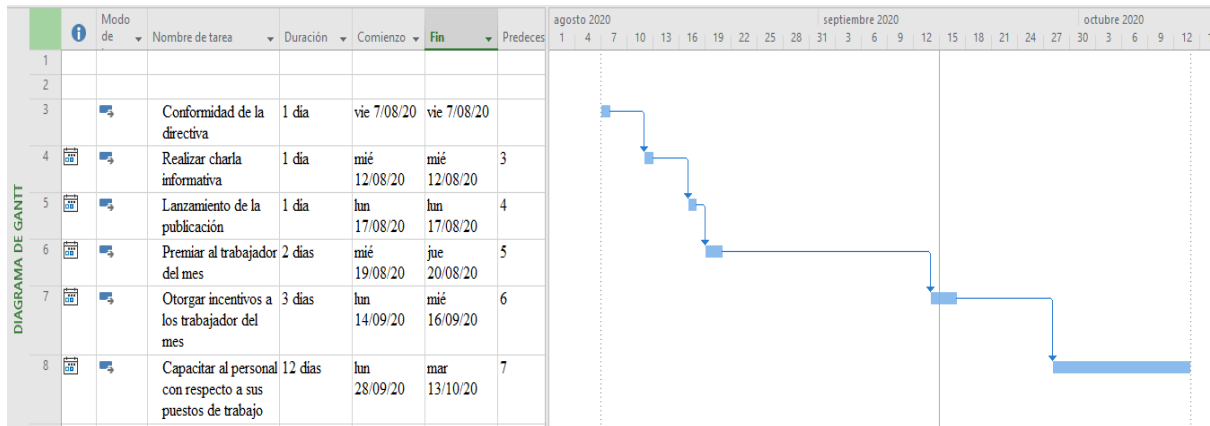 Modo de
Nombre de tarea Duración Comienzo Fin Predeces
agosto 2020 septiembre 2020 octubre 2020
1 4 7 10 13 16 19 22 25 28 31 3 6 9 12 15 18 21 24 27 30 3 6 9 12
DIAGRAMA DE GANTT
1
2
3 Conformidad de la 1 día vie 7/08/20 vie 7/08/20
directiva
4 Realizar charla 1 día mié mié 3
informativa 12/08/20 12/08/20
5 Lanzamiento de la 1 día lun lun 4
publicación 17/08/20 17/08/20
6 Premiar al trabajador 2 días mié jue 5
del mes 19/08/20 20/08/20
7 Otorgar incentivos a 3 días lun mié 6
los trabajador del 14/09/20 16/09/20
mes
8 Capacitar al personal 12 días lun mar 7
con respecto a sus 28/09/20 13/10/20
puestos de trabajo